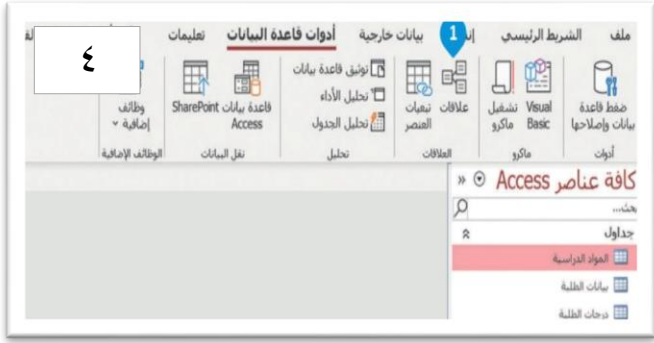 ملف الشريط الرئيسي إن بيانات خارجية أدوات قاعدة البيانات تعليمات
1
٤
ضغط قاعدة بيانات وإصلاحها
Visual Basic
تشغيل ماكرو
علاقات
تبعيات العنصر
توثيق قاعدة بيانات
تحليل الأداء
تحليل الجدول
قاعدة بيانات Access
SharePoint
وظائف إضافية
أدوات ماكرو العلاقات تحليل نقل البيانات الوظائف الإضافية
كافة عناصر Access
بحث...
جداول
المواد الدراسية
بيانات الطلبة
درجات الطلبة